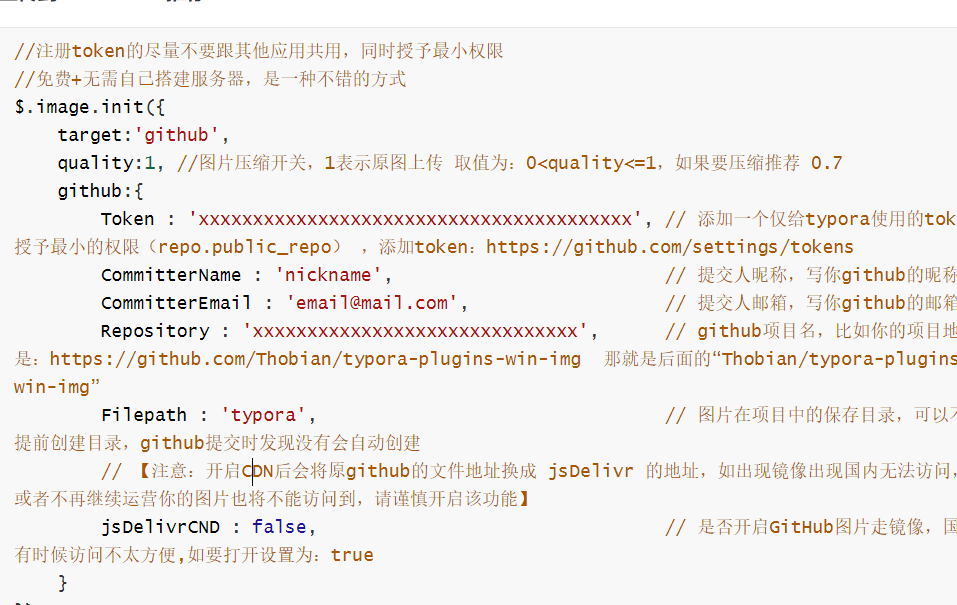 //注册token的尽量不要跟其他应用共用，同时授予最小权限
//免费+无需自己搭建服务器，是一种不错的方式
$.image.init({
target:'github',
quality:1, //图片压缩开关，1表示原图上传 取值为：0<quality<=1，如果要压缩推荐 0.7
github:{
Token : 'xxxxxxxxxxxxxxxxxxxxxxxxxxxxxxxxxxxxxxxx', // 添加一个仅给typora使用的tok
授予最小的权限（repo.public_repo） ，添加token：https://github.com/settings/tokens
CommitterName : 'nickname', // 提交人昵称，写你github的昵称
CommitterEmail : 'email@mail.com', // 提交人邮箱，写你github的邮箱
Repository : 'xxxxxxxxxxxxxxxxxxxxxxxxxxxxxx', // github项目名，比如你的项目地
是：https://github.com/Thobian/typora-plugins-win-img 那就是后面的“Thobian/typora-plugins
win-img”
Filepath : 'typora', // 图片在项目中的保存目录，可以不
提前创建目录，github提交时发现没有会自动创建
// 【注意：开启CDN后会将原github的文件地址换成 jsDelivr 的地址，如出现镜像出现国内无法访问，
或者不再继续运营你的图片也将不能访问到，请谨慎开启该功能】
jsDelivrCND : false, // 是否开启GitHub图片走镜像，国
有时候访问不太方便,如要打开设置为：true
}